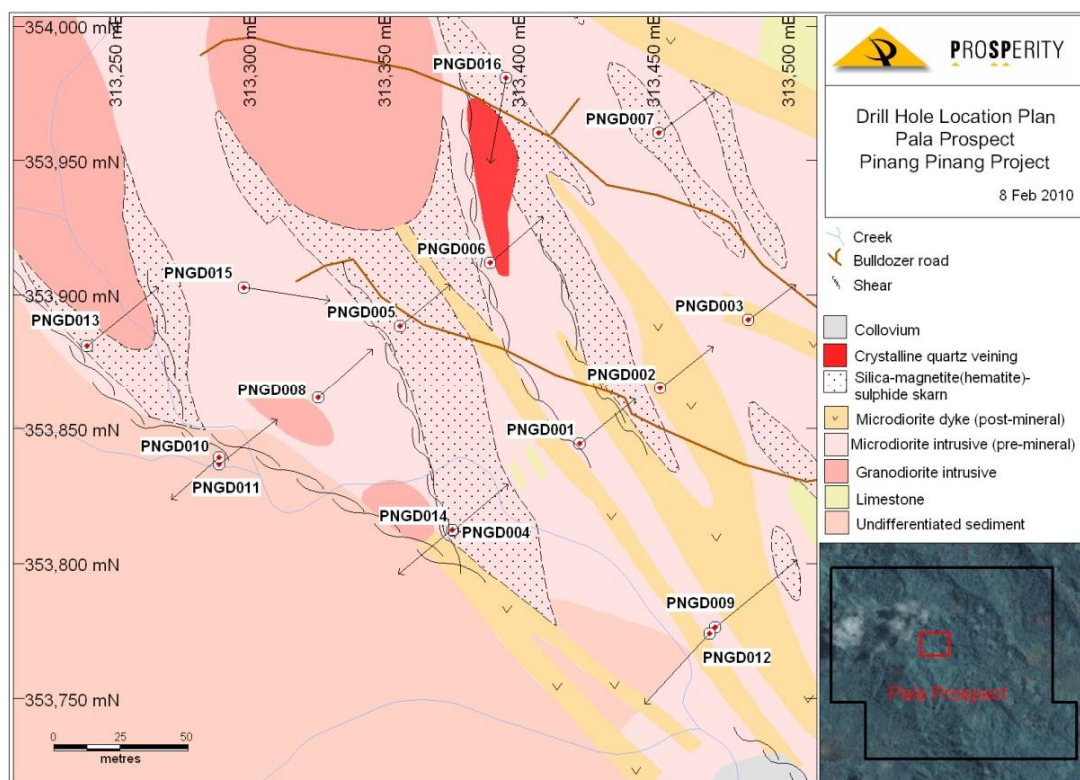 354,000 mN
313,250 mE
313,300 mE
313,350 mE
313,400 mE
313,450 mE
313,500 mE
PNGD016
PNGD007
353,950 mN
PNGD006
PNGD015
353,900 mN
PNGD013
PNGD005
PNGD003
PNGD008
PNGD002
353,850 mN
PNGD001
PNGD010
PNGD011
PNGD014
PNGD004
353,800 mN
PNGD009
PNGD012
353,750 mN
0 25 50
metres
PROSPERITY
Drill Hole Location Plan
Pala Prospect
Pinang Pinang Project
8 Feb 2010
Creek
Bulldozer road
Shear
Collovium
Crystalline quartz veining
Silica-magnetite(hematite)-
sulphide skarn
Microdiorite dyke (post-mineral)
Microdiorite intrusive (pre-mineral)
Granodiorite intrusive
Limestone
Undifferentiated sediment
Pala Prospect